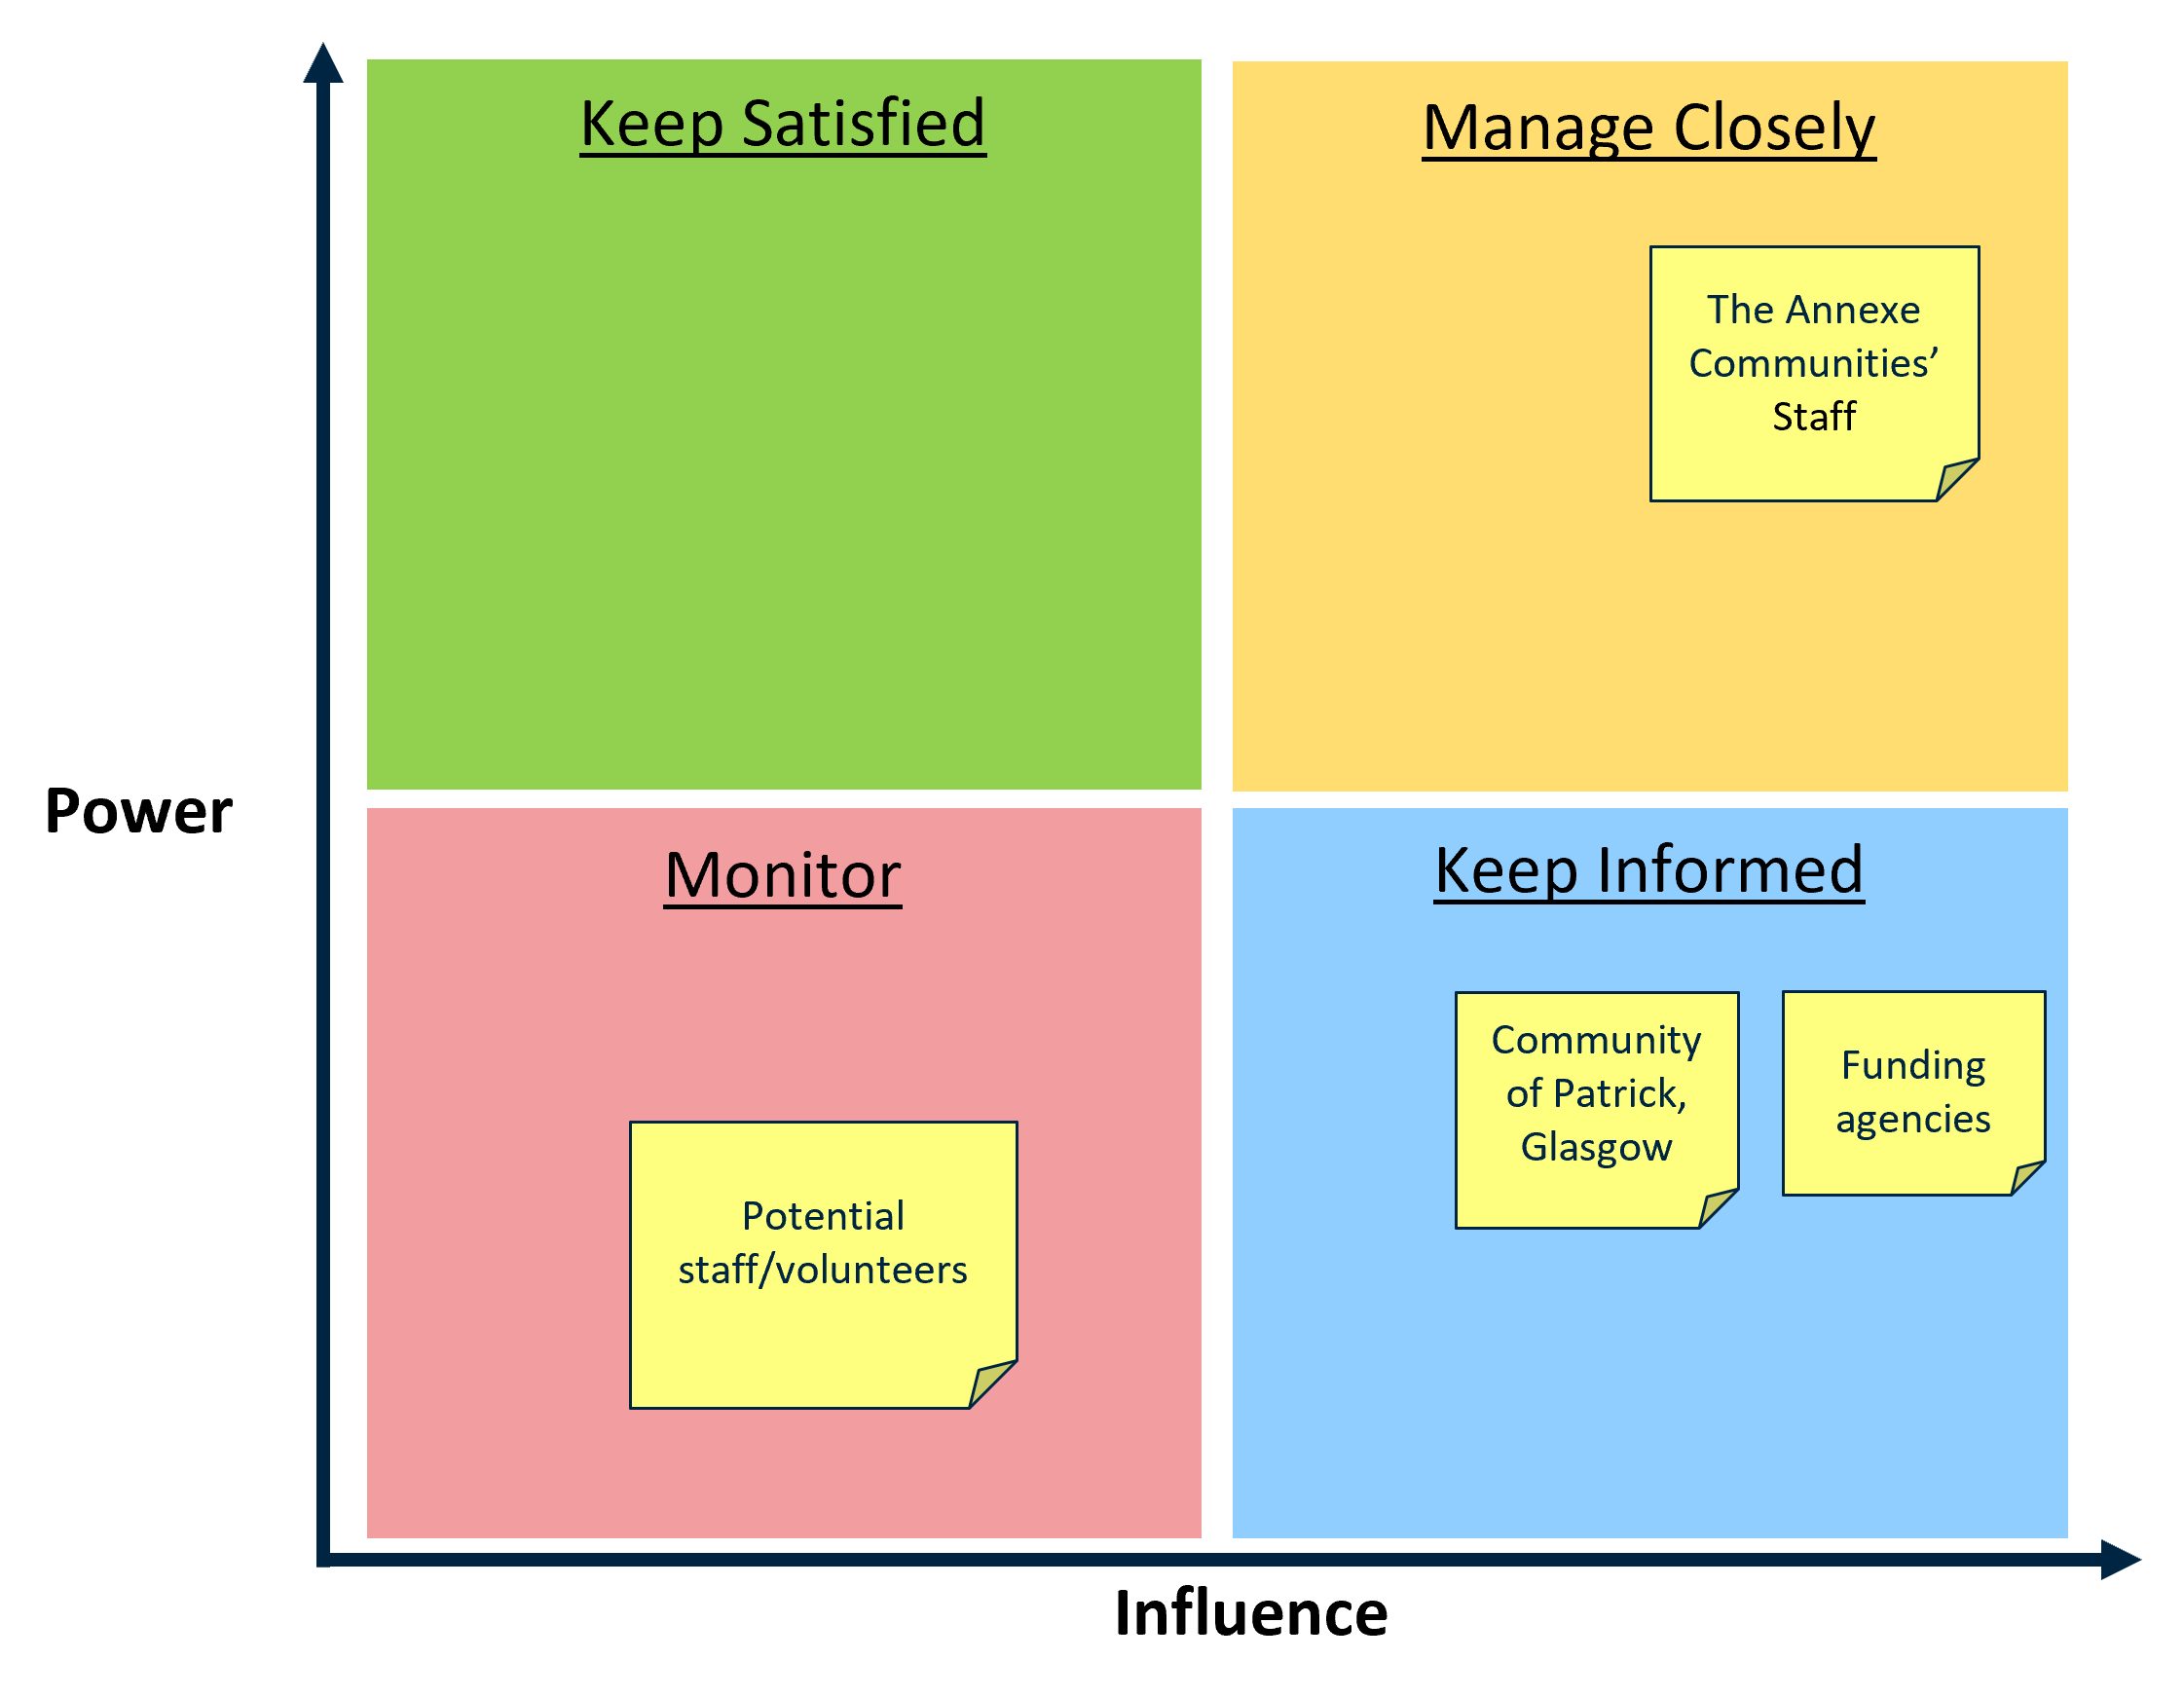 Keep Satisfied
Manage Closely
The Annexe
Communities’
Staff
Power
Monitor
Keep Informed
Community
of Patrick,
Glasgow
Funding
agencies
Potential
staff/volunteers
Influence